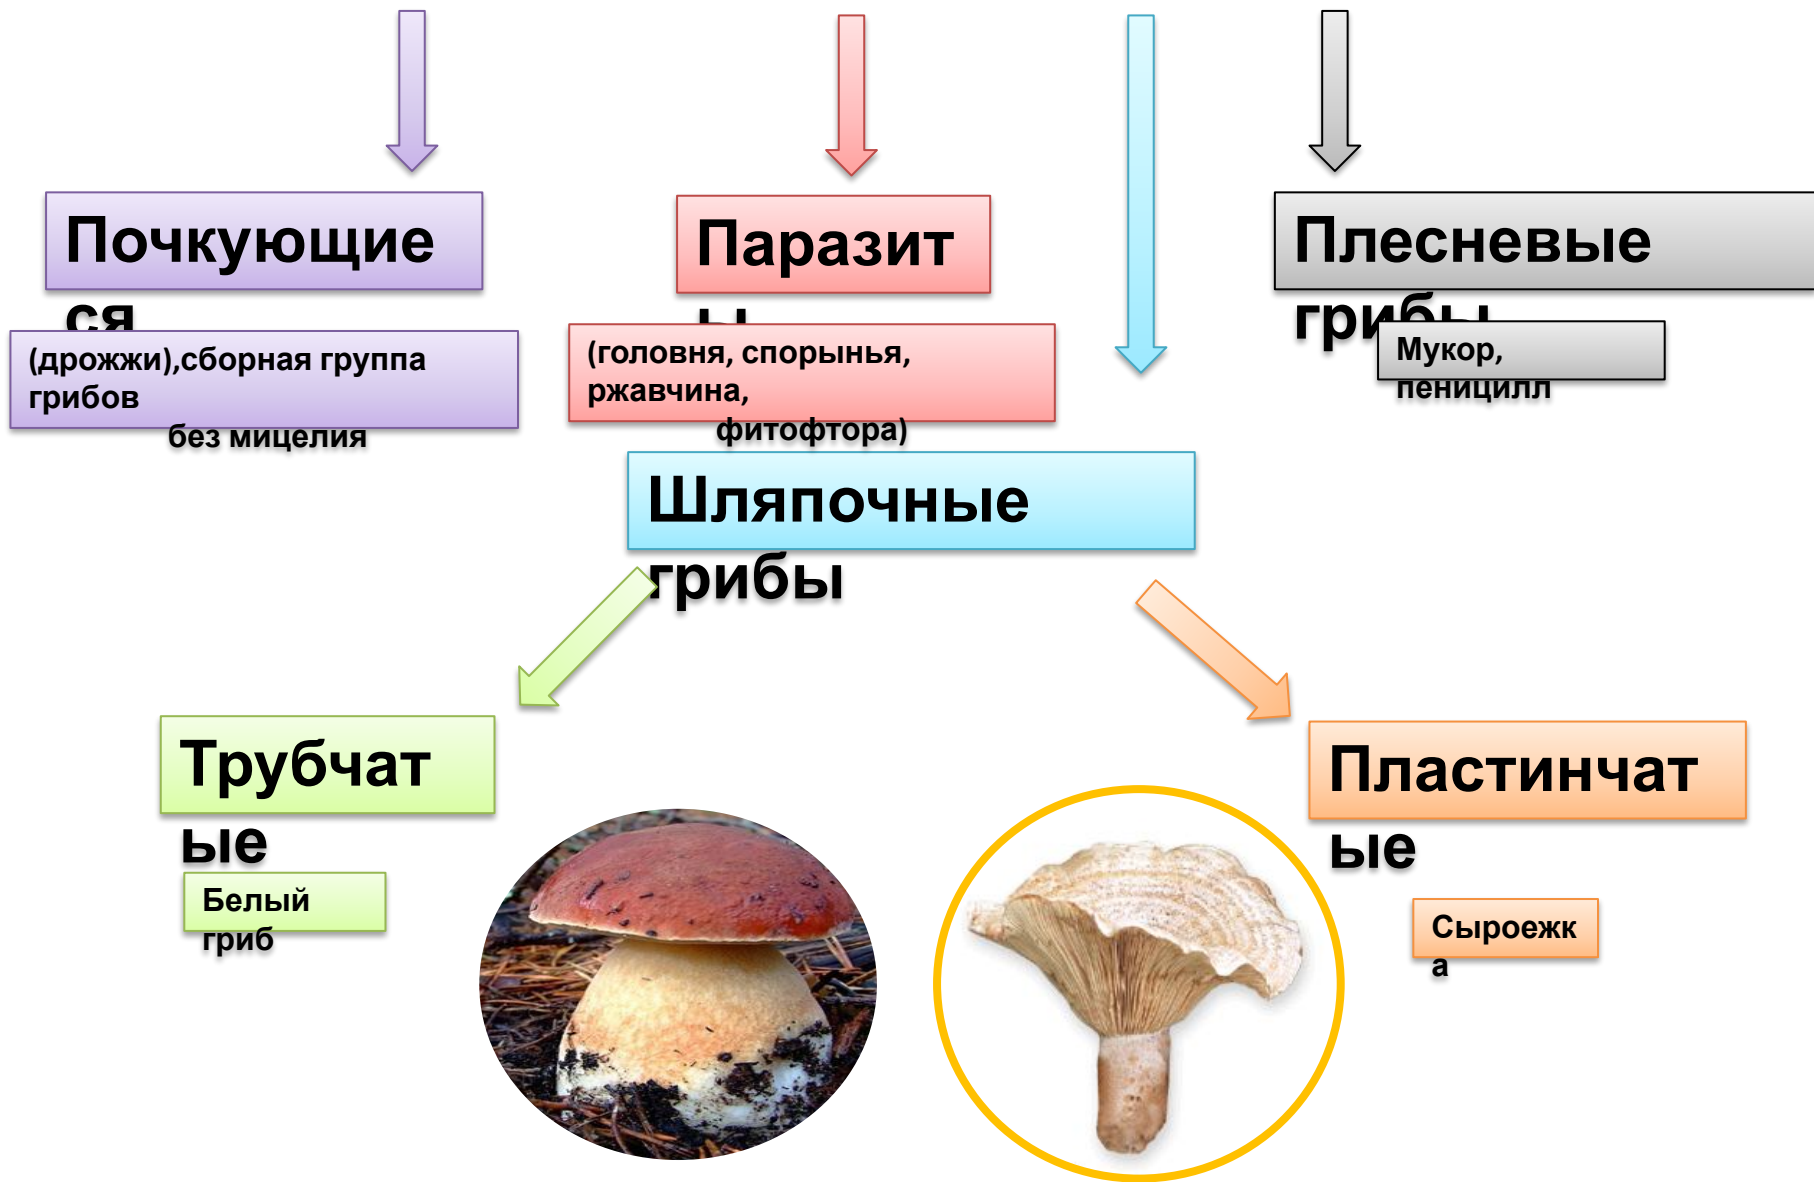 Почкующие
ся
(дрожжи),сборная группа
грибов
без мицелия
Паразит
ы
(головня, спорынья,
ржавчина,
фитофтора)
Плесневые
грибы
Мукор,
пеницилл
Шляпочные
грибы
Трубчат
ые
Белый
гриб
Пластинчат
ые
Сыроежк
а